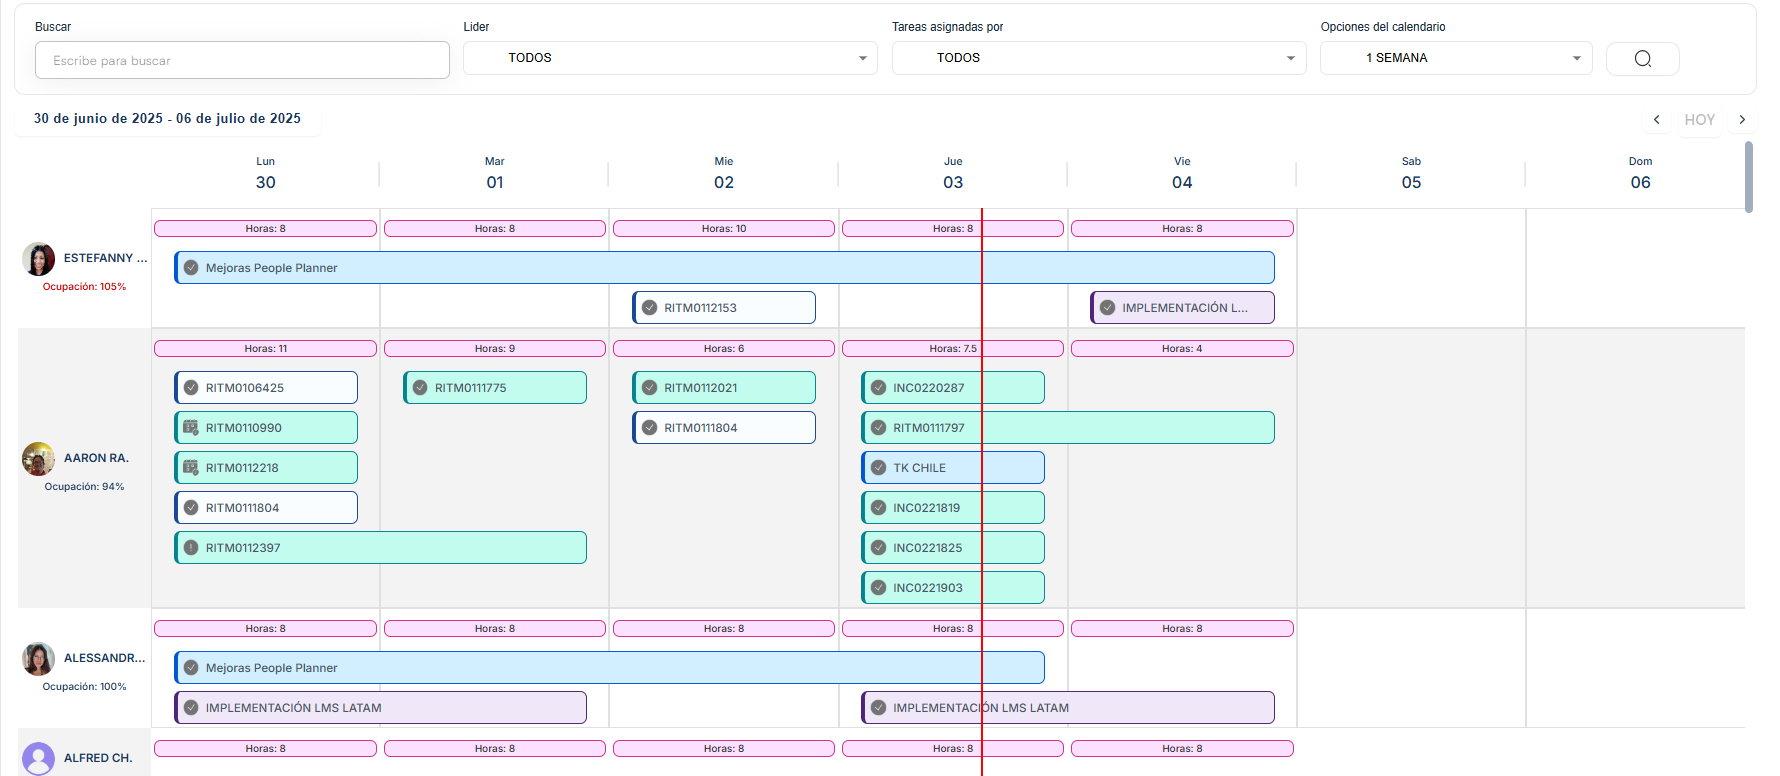 Buscar
Lider
Tareas asignadas por
Opciones del calendario
Escribe para buscar
TODOS
TODOS
1 SEMANA
30 de junio de 2025 - 06 de julio de 2025
HOY
Lun Mar Mie Jue Vie Sab Dom
30 01 02 03 04 05 06
Horas: 8 Horas: 8 Horas: 10 Horas: 8 Horas: 8
ESTEFANNY ...
Mejoras People Planner
Ocupación: 105%
RITM0112153 IMPLEMENTACIÓN L...
Horas: 11 Horas: 9 Horas: 6 Horas: 7.5 Horas: 4
RITM0106425 RITM0111775 RITM0112021 INC0220287
RITM0110990 RITM0111804 RITM0111797
AARON RA.
RITM0112218 TK CHILE
Ocupación: 94%
RITM0111804 INC0221819
RITM0112397 INC0221825
INC0221903
Horas: 8 Horas: 8 Horas: 8 Horas: 8 Horas: 8
ALESSANDR...
Mejoras People Planner
Ocupación: 100%
IMPLEMENTACIÓN LMS LATAM IMPLEMENTACIÓN LMS LATAM
Horas: 8 Horas: 8 Horas: 8 Horas: 8 Horas: 8
ALFRED CH.